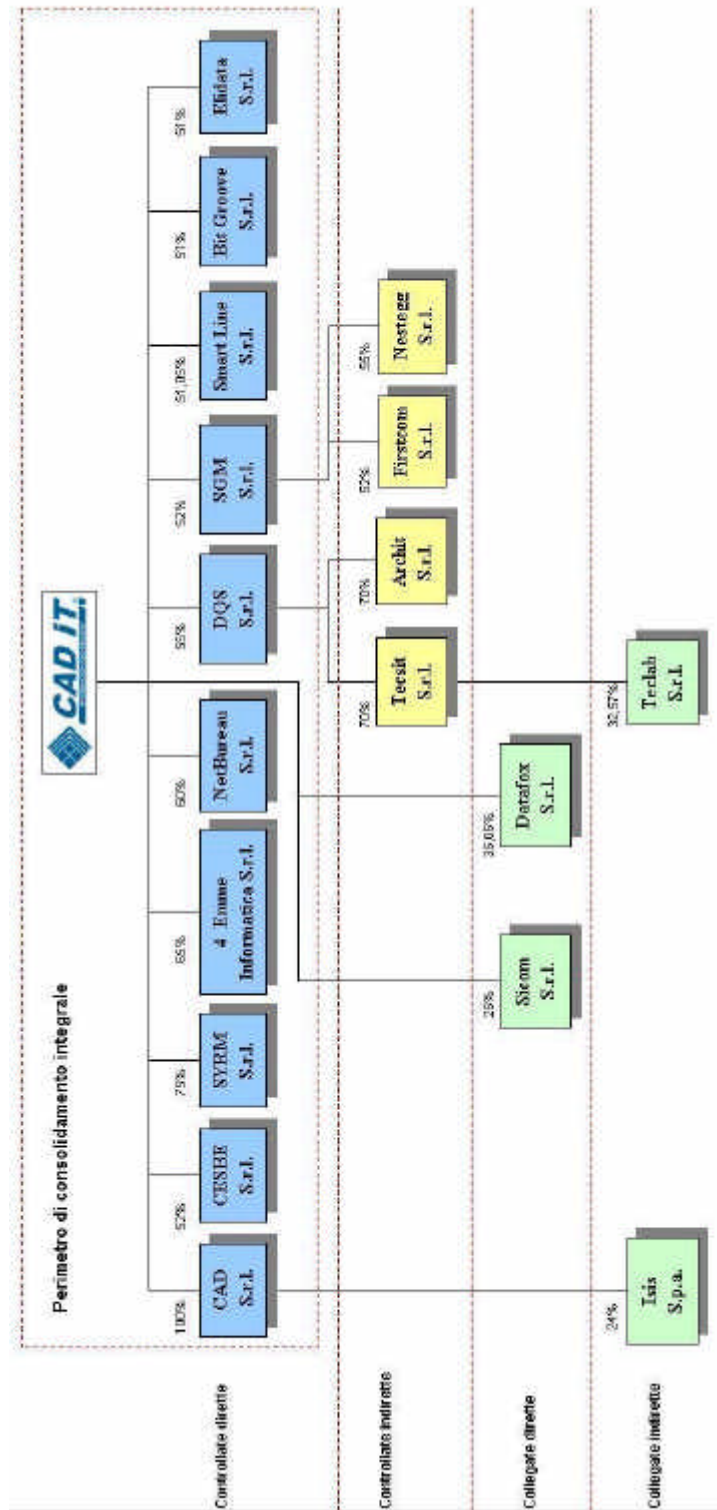 CAD iT
Perimetro di consolidamento integrale
Controllate dirette
100%
CAD
S.r.l.
52%
CESBE
S.r.l.
75%
SYRM
S.r.l.
65%
4 Emme
Informatica S.r.l.
60%
NetBureau
S.r.l.
55%
DQS
S.r.l.
52%
SGM
S.r.l.
51,05%
Smart Line
S.r.l.
51%
Bit Groove
S.r.l.
51%
Elidata
S.r.l.
Controllate indirette
70%
Tecsit
S.r.l.
70%
Archit
S.r.l.
52%
Firstcom
S.r.l.
Nestegg
S.r.l.
Collegate dirette
25%
Sicom
S.r.l.
35,05%
Datafox
S.r.l.
Collegate indirette
24%
Isis
S.p.a.
32,57%
S.r.l.